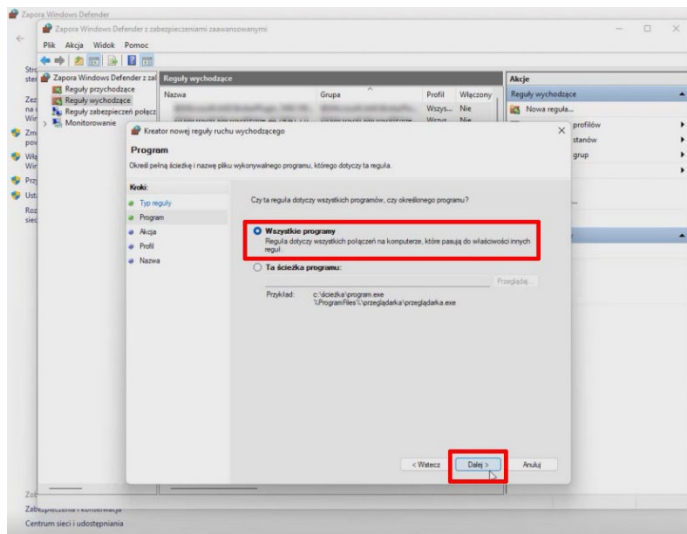 Zapora Windows Defender
Zapora Windows Defender z zabezpieczeniami zaawansowanymi
Plik Akcja Widok Pomoc
Zapora Windows Defender z zal
Reguły przychodzące
Reguły wychodzące
Reguły zabezpieczeń połącz
Monitorowanie
Reguły wychodzące
Nazwa Grupa Profil Włączony
Wszys... Nie
Wszys... Nie
Akcje
Reguły wychodzące
Nowa reguła...
profilów
stanów
grup
Kreator nowej reguły ruchu wychodzącego
Program
Określ pełną ścieżkę i nazwę pliku wykonywalnego programu, którego dotyczy ta reguła.
Kroki:
Typ reguły
Program
Akcja
Profil
Nazwa
Czy ta reguła dotyczy wszystkich programów, czy określonego programu?
Wszystkie programy
Reguła dotyczy wszystkich połączeń na komputerze, które pasują do właściwości innych
reguł.
Ta ścieżka programu:
Przeglądaj...
Przykład: c:\ścieżka\program.exe
%ProgramFiles%\przeglądarka\przeglądarka.exe
< Wstecz Dalej > Anuluj
Centrum sieci i udostępniania